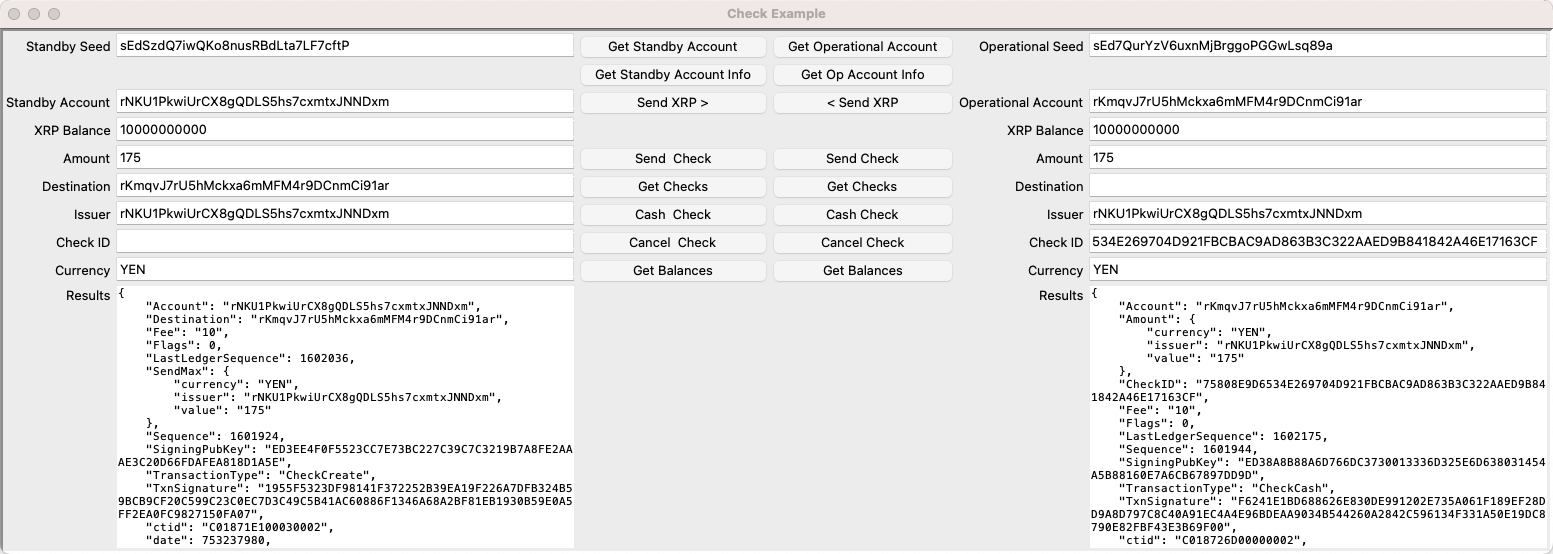 Check Example
Standby Seed sEdSzdQ7iwQKo8nusRBdLta7LF7cftP Get Standby Account Get Operational Account Operational Seed sEd7QurYzV6uxnMjBrggoPGGwLsq89a
Get Standby Account Info Get Op Account Info
Standby Account rNKU1PkwiUrCX8gQDLS5hs7cxmtxJNNDxm Send XRP > < Send XRP Operational Account rKmqvJ7rU5hMckxa6mMFM4r9DCnmCi91ar
XRP Balance 10000000000 XRP Balance 10000000000
Amount 175 Send  Check Send Check Amount 175
Destination rKmqvJ7rU5hMckxa6mMFM4r9DCnmCi91ar Get Checks Get Checks Destination
Issuer rNKU1PkwiUrCX8gQDLS5hs7cxmtxJNNDxm Cash  Check Cash Check Issuer rNKU1PkwiUrCX8gQDLS5hs7cxmtxJNNDxm
Check ID Cancel  Check Cancel Check Check ID 534E269704D921FBCBAC9AD863B3C322AAED9B841842A46E17163CF
Currency YEN Get Balances Get Balances Currency YEN
Results
{
    "Account": "rNKU1PkwiUrCX8gQDLS5hs7cxmtxJNNDxm",
    "Destination": "rKmqvJ7rU5hMckxa6mMFM4r9DCnmCi91ar",
    "Fee": "10",
    "Flags": 0,
    "LastLedgerSequence": 1602036,
    "SendMax": {
        "currency": "YEN",
        "issuer": "rNKU1PkwiUrCX8gQDLS5hs7cxmtxJNNDxm",
        "value": "175"
    },
    "Sequence": 1601924,
    "SigningPubKey": "ED3EE4F0F5523CC7E73BC227C39C7C3219B7A8FE2AA
AE3C20D66FDAFEA818D1A5E",
    "TransactionType": "CheckCreate",
    "TxnSignature": "1955F5323DF98141F372252B39EA19F226A7DFB324B5
9BCB9CF20C599C23C0EC7D3C49C5B41AC60886F1346A68A2BF81EB1930B59E0A5
FF2EA0FC9827150FA07",
    "ctid": "C01871E100030002",
    "date": 753237980,
Results
{
    "Account": "rKmqvJ7rU5hMckxa6mMFM4r9DCnmCi91ar",
    "Amount": {
        "currency": "YEN",
        "issuer": "rNKU1PkwiUrCX8gQDLS5hs7cxmtxJNNDxm",
        "value": "175"
    },
    "CheckID": "75808E9D6534E269704D921FBCBAC9AD863B3C322AAED9B84
1842A46E17163CF",
    "Fee": "10",
    "Flags": 0,
    "LastLedgerSequence": 1602175,
    "Sequence": 1601944,
    "SigningPubKey": "ED38A8B88A6D766DC3730013336D325E6D638031454
A5B88160E7A6CB67897DD9D",
    "TransactionType": "CheckCash",
    "TxnSignature": "F6241E1BD688626E830DE991202E735A061F189EF28D
D9A8D797C8C40A91EC4A4E96BDEAA9034B544260A2842C596134F331A50E19DC8
790E82FBF43E3B69F00",
    "ctid": "C018726D00000002",